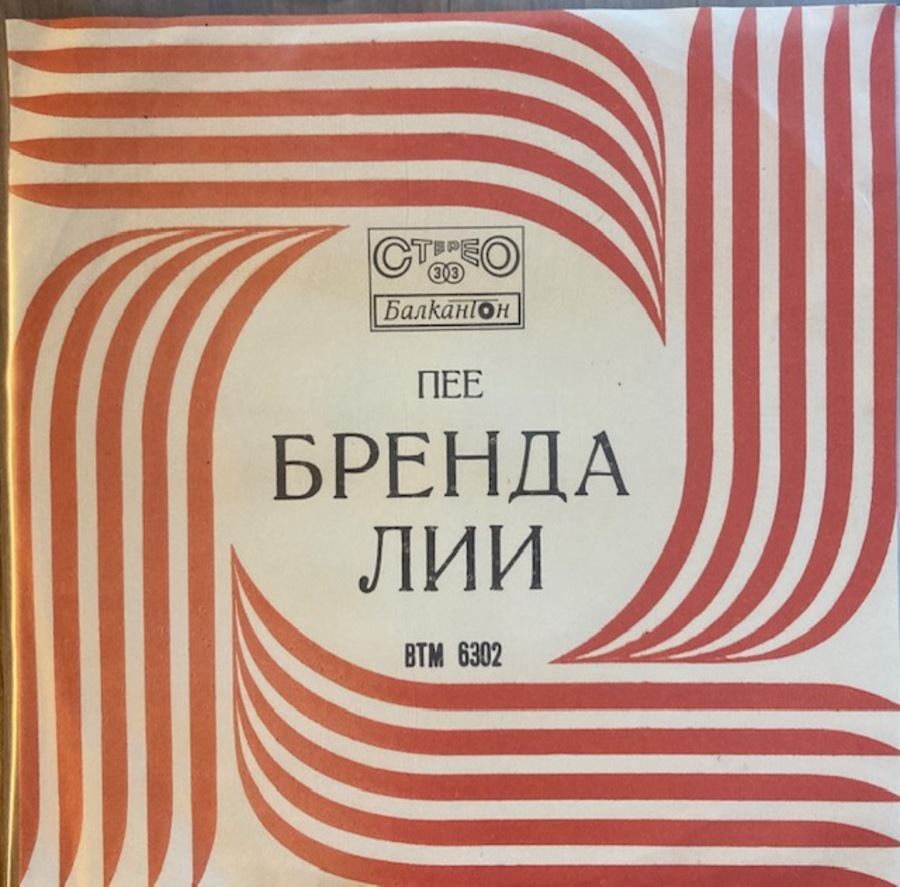 СТЕРЕО
33
Балкантон
ПЕЕ
БРЕНДА
ЛИИ
ВТМ 6302